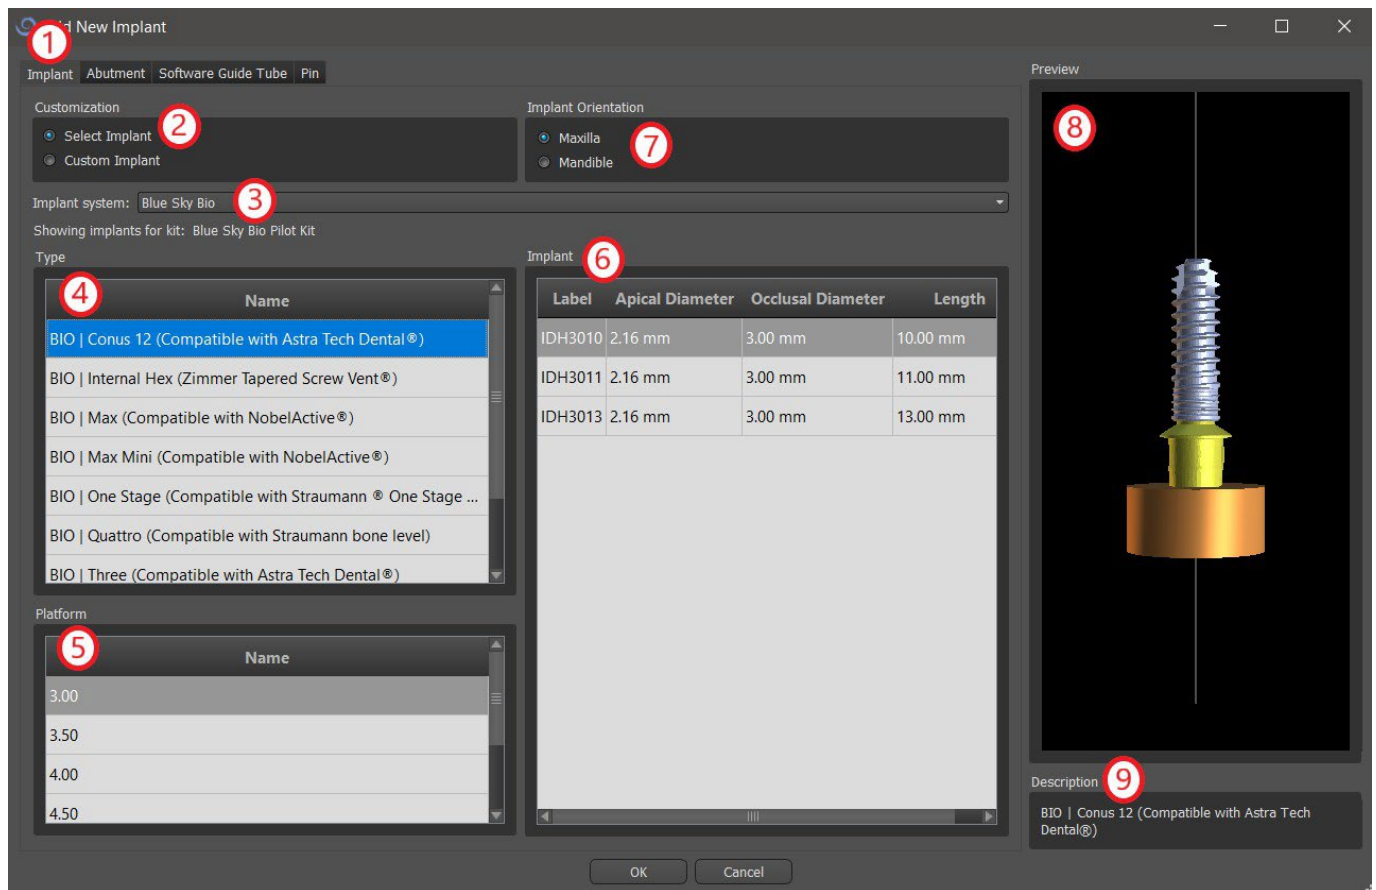 d New Implant
1
Implant Abutment Software Guide Tube Pin
Customization
2
Select Implant
Custom Implant
Implant Orientation
Maxilla
7
Mandible
Implant system: Blue Sky Bio
3
Showing implants for kit: Blue Sky Bio Pilot Kit
Type
4
Name
BIO | Conus 12 (Compatible with Astra Tech Dental®)
BIO | Internal Hex (Zimmer Tapered Screw Vent®)
BIO | Max (Compatible with NobelActive®)
BIO | Max Mini (Compatible with NobelActive®)
BIO | One Stage (Compatible with Straumann ® One Stage ...
BIO | Quattro (Compatible with Straumann bone level)
BIO | Three (Compatible with Astra Tech Dental®)
Platform
5
Name
3.00
3.50
4.00
4.50
Implant
6
Label Apical Diameter Occlusal Diameter Length
IDH3010 2.16 mm 3.00 mm 10.00 mm
IDH3011 2.16 mm 3.00 mm 11.00 mm
IDH3013 2.16 mm 3.00 mm 13.00 mm
Preview
8
Description
9
BIO | Conus 12 (Compatible with Astra Tech
Dental®)
OK Cancel